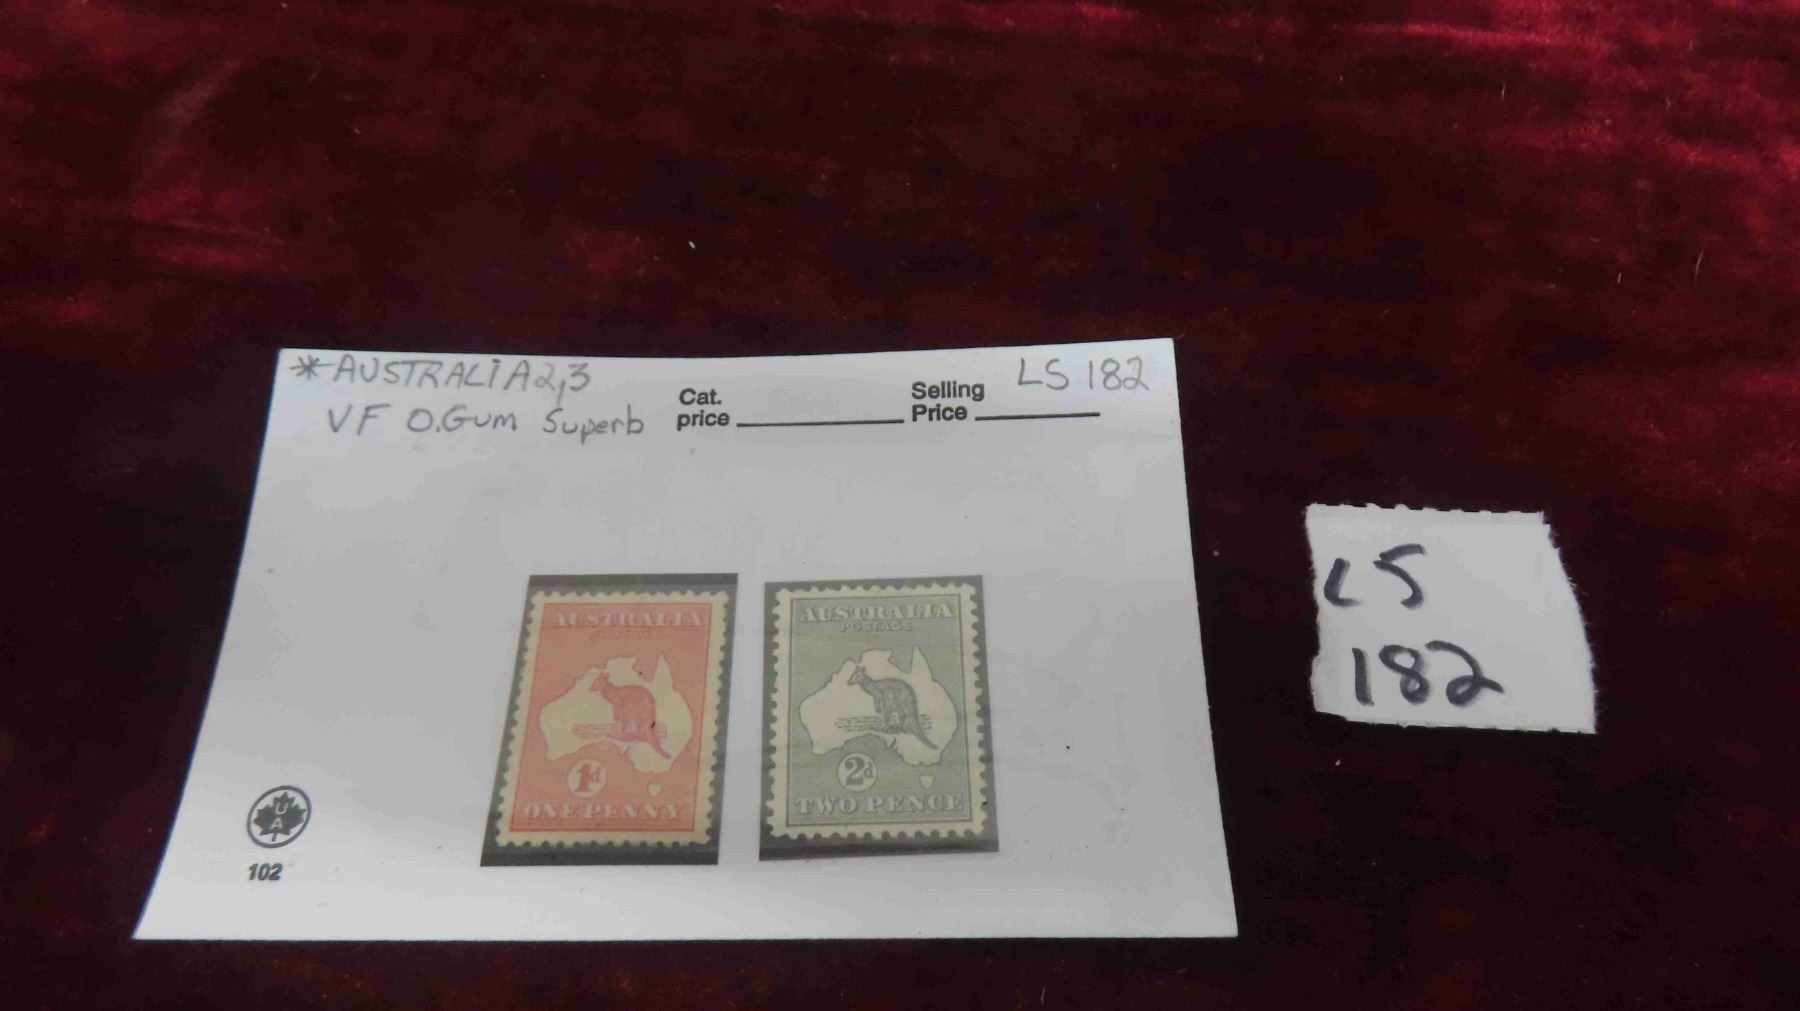 * AUSTRALIA 2,3
VF O.Gum Superb
Cat.
price
Selling
Price
LS 182
AUSTRALIA
POSTAGE
1d
ONE PENNY
AUSTRALIA
POSTAGE
2d
TWO PENCE
U
A
102
LS
182